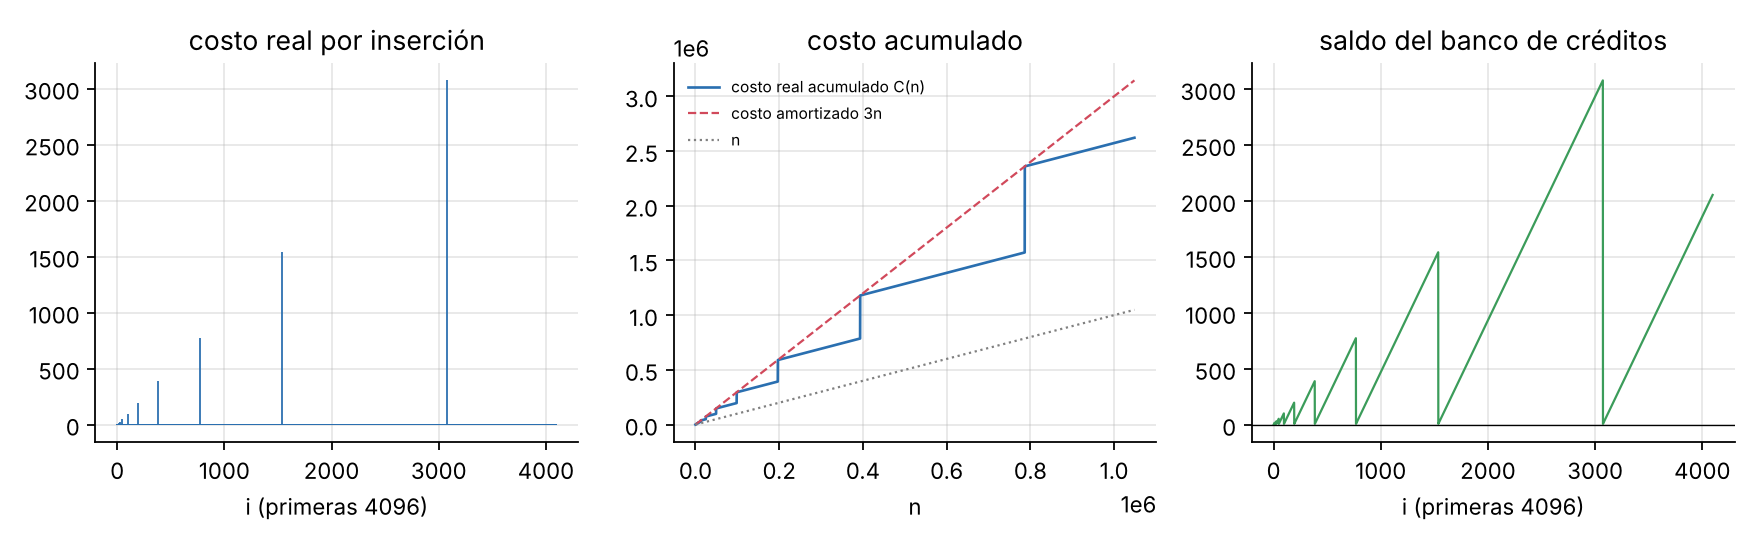 costo real por inserción
3000
2500
2000
1500
1000
500
0
0 1000 2000 3000 4000
i (primeras 4096)
costo acumulado
1e6
costo real acumulado C(n)
costo amortizado 3n
n
3.0
2.5
2.0
1.5
1.0
0.5
0.0
0.0 0.2 0.4 0.6 0.8 1.0
n
1e6
saldo del banco de créditos
3000
2500
2000
1500
1000
500
0
0 1000 2000 3000 4000
i (primeras 4096)